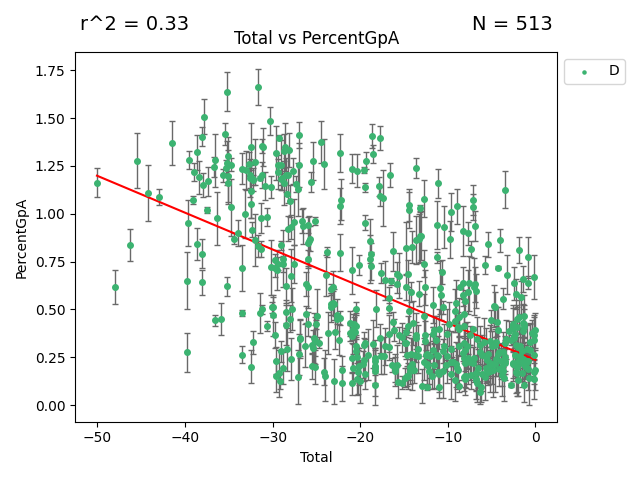 r^2 = 0.33
N = 513
Total vs PercentGpA
D
PercentGpA
1.75
1.50
1.25
1.00
0.75
0.50
0.25
0.00
−50
−40
−30
−20
−10
0
Total